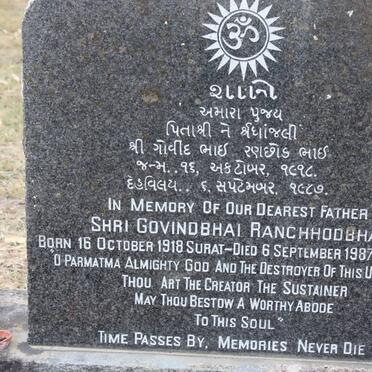 ૐ
શાન્તિ
અમારા પુજ્ય
પિતાશ્રી ને શ્રધાંજલી
શ્રી ગોવીંદ ભાઈ રણછોડ ભાઈ
જન્મ..૧૬, અકટોબર, ૧૯૧૮.
દેહવિલય.. ૬, સપ્ટેમબર, ૧૯૮૭.
IN MEMORY OF OUR DEAREST FATHER
SHRI GOVINDBHAI RANCHHODBHA
BORN 16 OCTOBER 1918 SURAT-DIED 6 SEPTEMBER 1987
"O PARMATMA ALMIGHTY GOD AND THE DESTROYER OF THIS U
THOU ART THE CREATOR THE SUSTAINER
MAY THOU BESTOW A WORTHY ABODE
TO THIS SOUL"
TIME PASSES BY, MEMORIES NEVER DIE